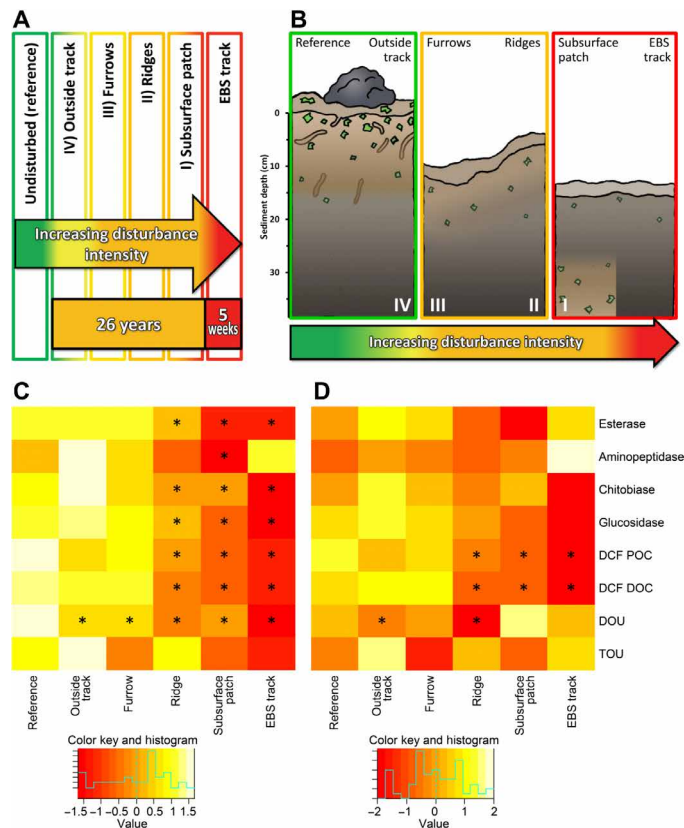 A
Undisturbed (reference)
IV) Outside track
III) Furrows
II) Ridges
I) Subsurface patch
EBS track
Increasing disturbance
intensity
26 years
5
weeks
B
Reference
Outside
track
Furrows
Ridges
Subsurface
patch
EBS
track
0
10
20
30
Sediment depth (cm)
IV
III
II
I
Increasing disturbance intensity
C
* * *
*
* * *
* * *
* * *
* * *
* * * * *
Reference
Outside
track
Furrow
Ridge
Subsurface
patch
EBS track
Color key and histogram
−1.5 −1 −0.5 0 0.5 1 1.5
Value
D
Esterase
Aminopeptidase
Chitobiase
Glucosidase
* * * DCF POC
* * * DCF DOC
* * DOU
TOU
Reference
Outside
track
Furrow
Ridge
Subsurface
patch
EBS track
Color key and histogram
−2 −1 0 1 2
Value